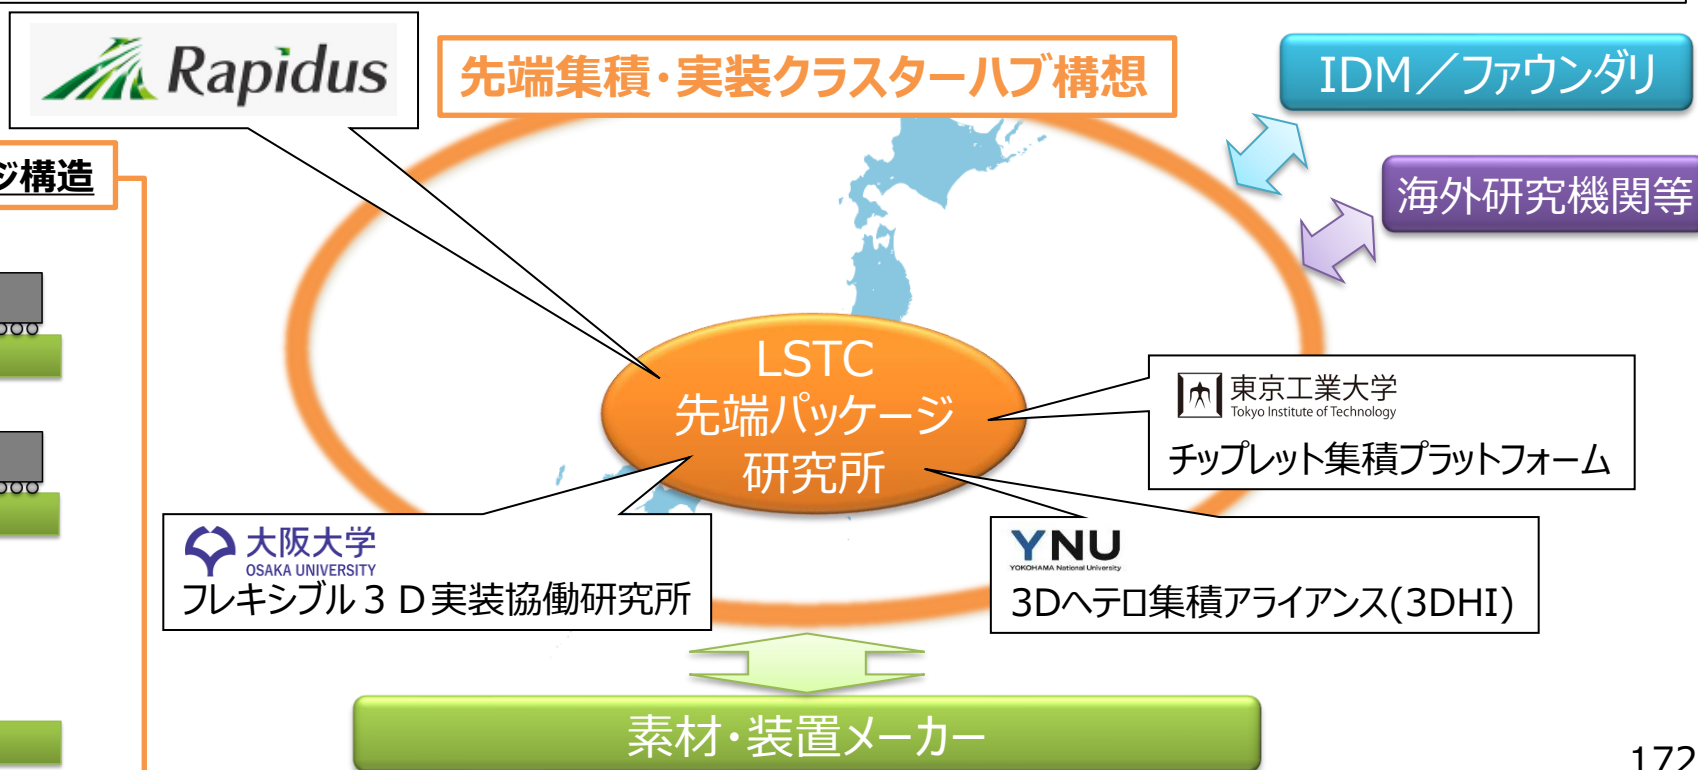 Rapidus
先端集積・実装クラスターハブ構想
IDM／ファウンダリ
ジ構造
海外研究機関等
LSTC
先端パッケージ
研究所
東京工業大学
Tokyo Institute of Technology
チップレット集積プラットフォーム
大阪大学
OSAKA UNIVERSITY
フレキシブル３Ｄ実装協働研究所
YNU
YOKOHAMA National University
3Dヘテロ集積アライアンス(3DHI)
素材・装置メーカー
172